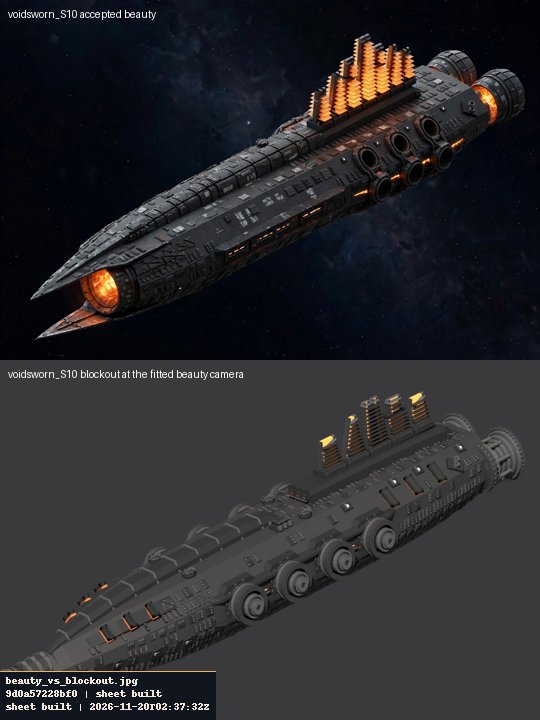 voidsworn_S10 accepted beauty
voidsworn_S10 blockout at the fitted beauty camera
beauty_vs_blockout.jpg
9d0a57228bf0 | sheet built
sheet built | 2026-11-20T02:37:32Z